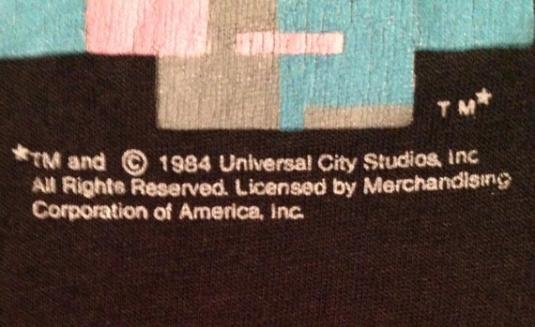 TM*
*TM and © 1984 Universal City Studios, Inc
All Rights Reserved. Licensed by Merchandising
Corporation of America, Inc.